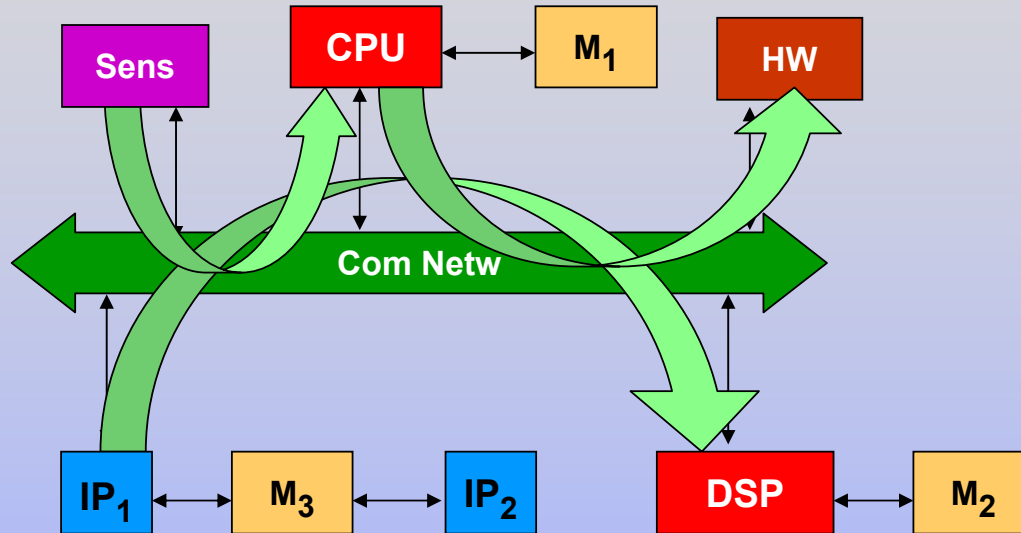 Sens
CPU
M1
HW
Com Netw
IP1
M3
IP2
DSP
M2